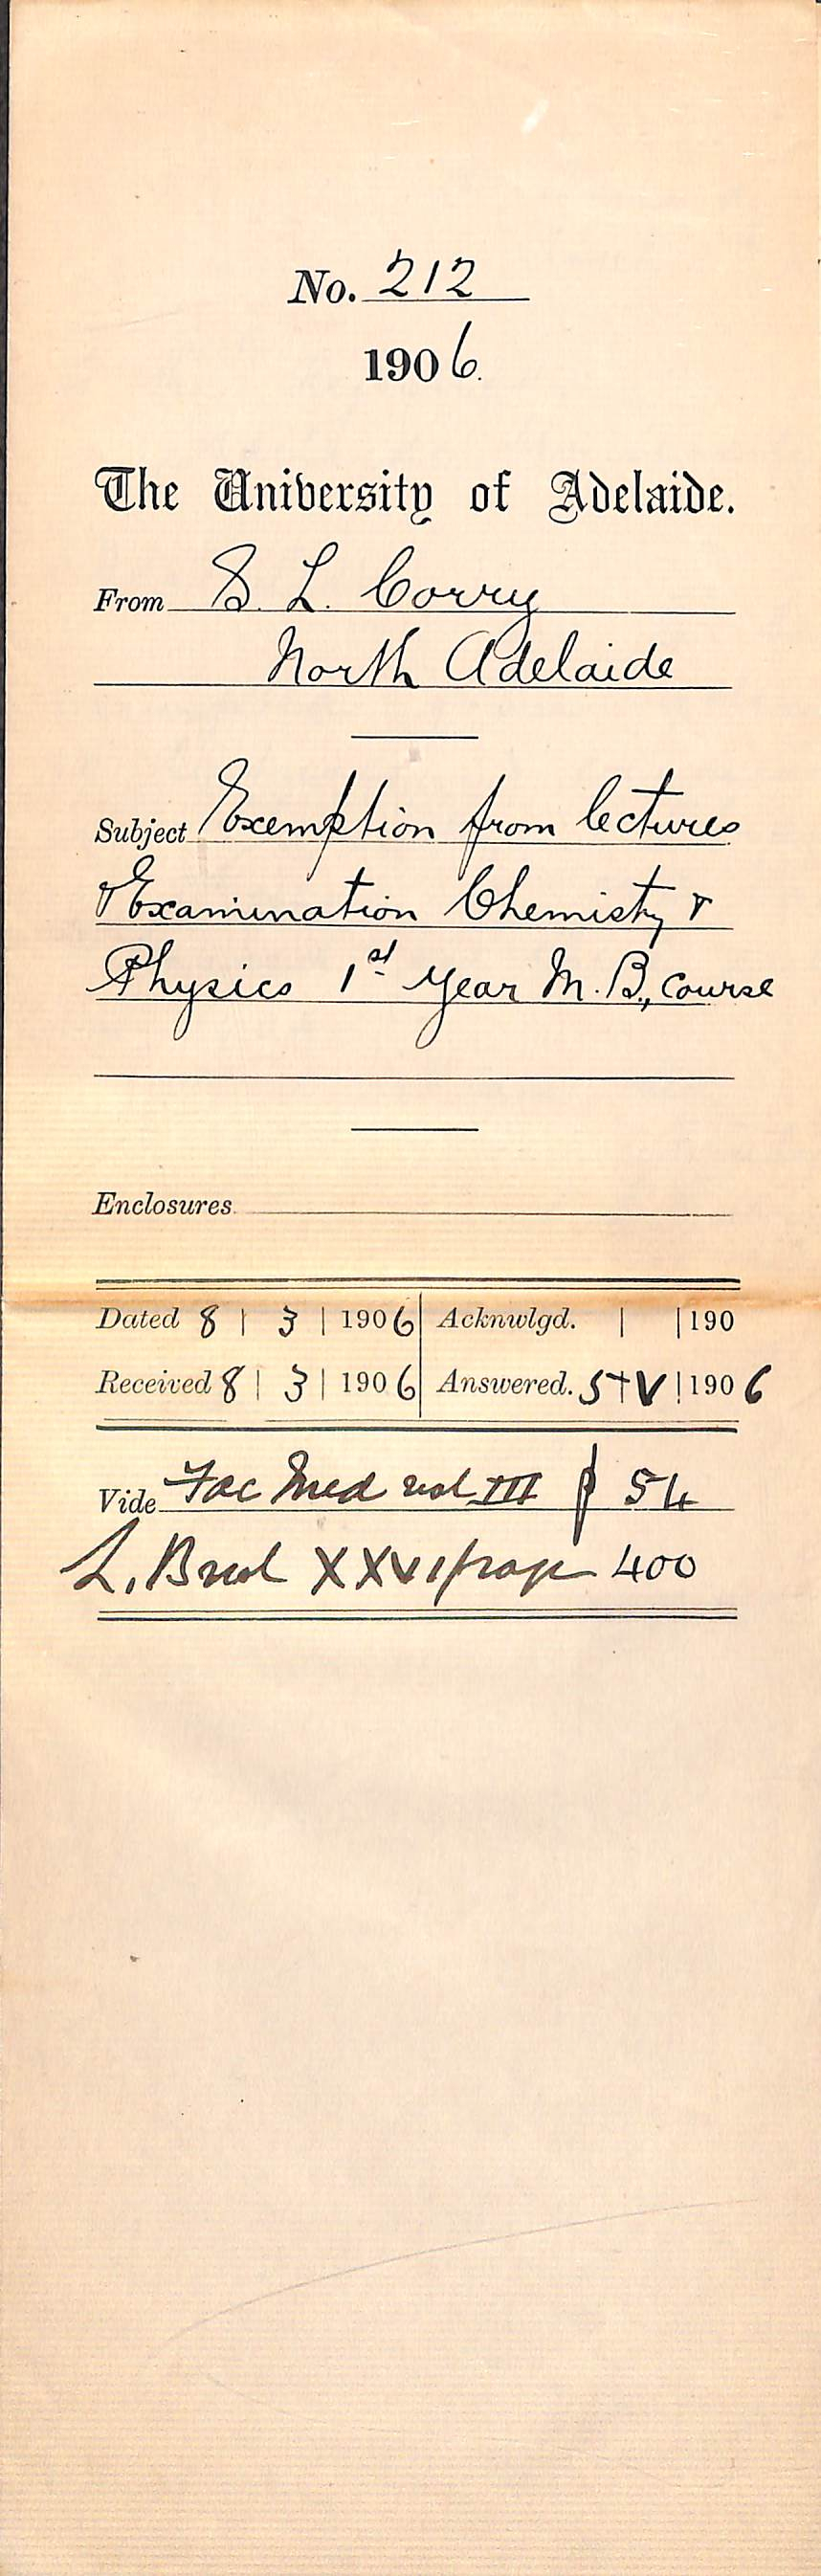 No. 212
1906.
The University of Adelaide.
From S. L. Corry
North Adelaide
Subject Exemption from lectures
& Examination Chemistry &
Physics 1st Year M.B., course
Enclosures
Dated 8 | 3 | 1906 | Acknwlgd. | | 190
Received 8 | 3 | 1906 | Answered. 5 | V | 1906
Vide Fac Med vol III p 54
L. Book XXVI page 400